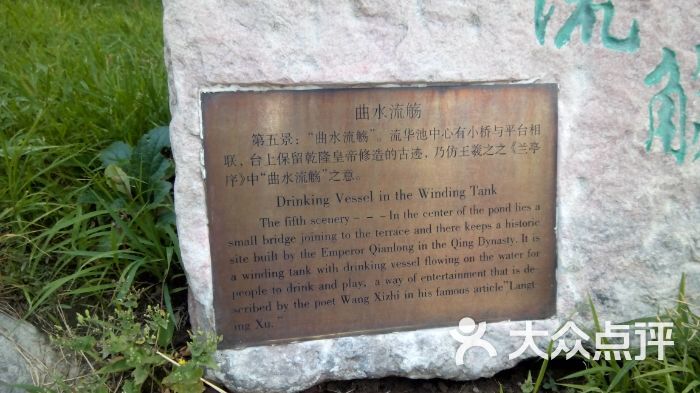 流觞
曲水流觞
第五景："曲水流觞"。流华池中心有小桥与平台相
联，台上保留乾隆皇帝修造的古迹，乃仿王羲之之《兰亭
序》中"曲水流觞"之意。
Drinking Vessel in the Winding Tank
The fifth scenery - - - In the center of the pond lies a
small bridge joining to the terrace and there keeps a historic
site built by the Emperor Qianlong in the Qing Dynasty. It is
a winding tank with drinking vessel flowing on the water for
people to drink and play, a way of entertainment that is de-
scribed by the poet Wang Xizhi in his famous article"Langt
ing Xu."
大众点评